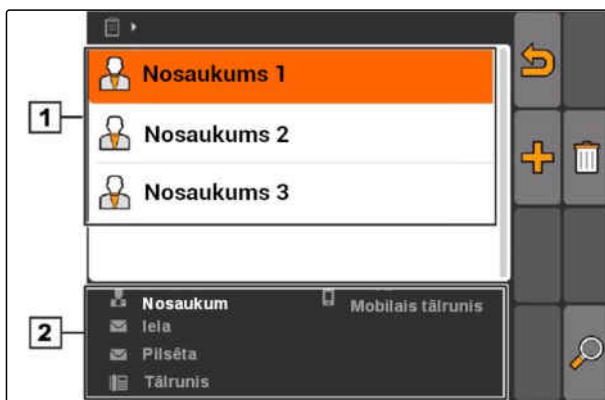 1
Nosaukums 1
Nosaukums 2
Nosaukums 3
2
Nosaukum
Mobilais tālrunis
Iela
Pilsēta
Tālrunis